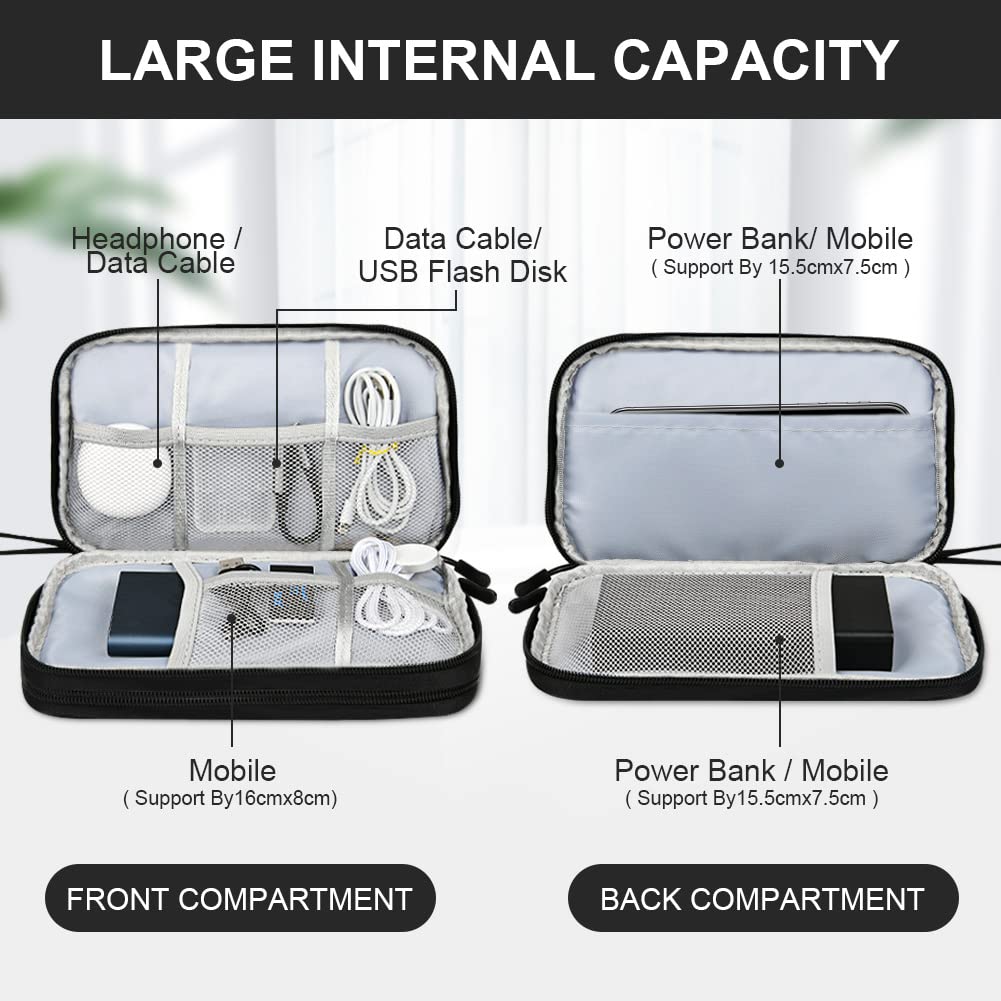 LARGE INTERNAL CAPACITY
Headphone /
Data Cable
Data Cable/
USB Flash Disk
Power Bank/ Mobile
( Support By 15.5cmx7.5cm )
Mobile
( Support By16cmx8cm)
Power Bank / Mobile
( Support By15.5cmx7.5cm )
FRONT COMPARTMENT
BACK COMPARTMENT